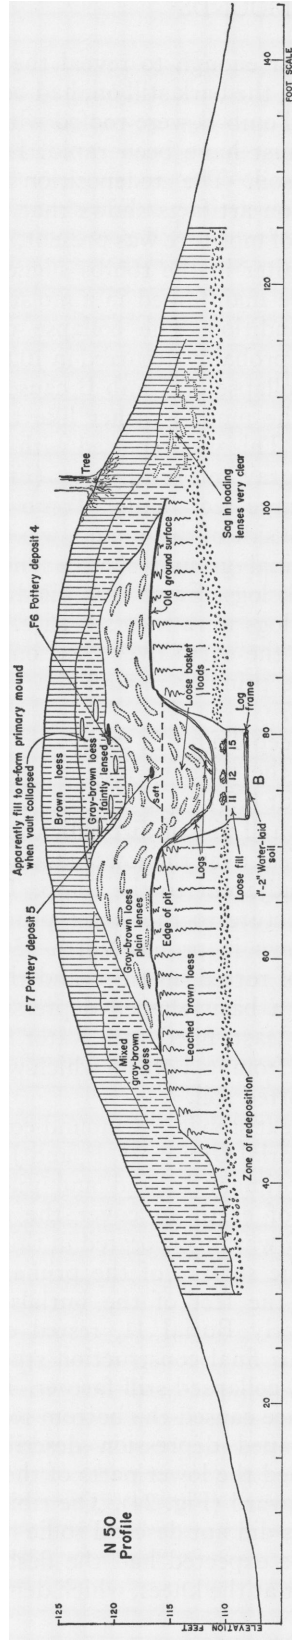 N 50
Profile
Apparently fill to re-form primary mound
when vault collapsed
F 7 Pottery deposit 5
F6 Pottery deposit 4
Tree
Brown loess
Gray-brown loess
faintly lensed
Gray-brown loess
plain lenses
Mixed
gray-brown
loess
Soft
Old ground surface
Edge of pit
Leached brown loess
Loose basket
loads
Logs
Sag in loading
lenses very clear
Zone of redeposition
Loose fill
11
12
15
B
Log
frame
1"-2" Water-laid
soil
125
120
115
110
ELEVATION FEET
20
40
60
80
100
120
140
FOOT SCALE